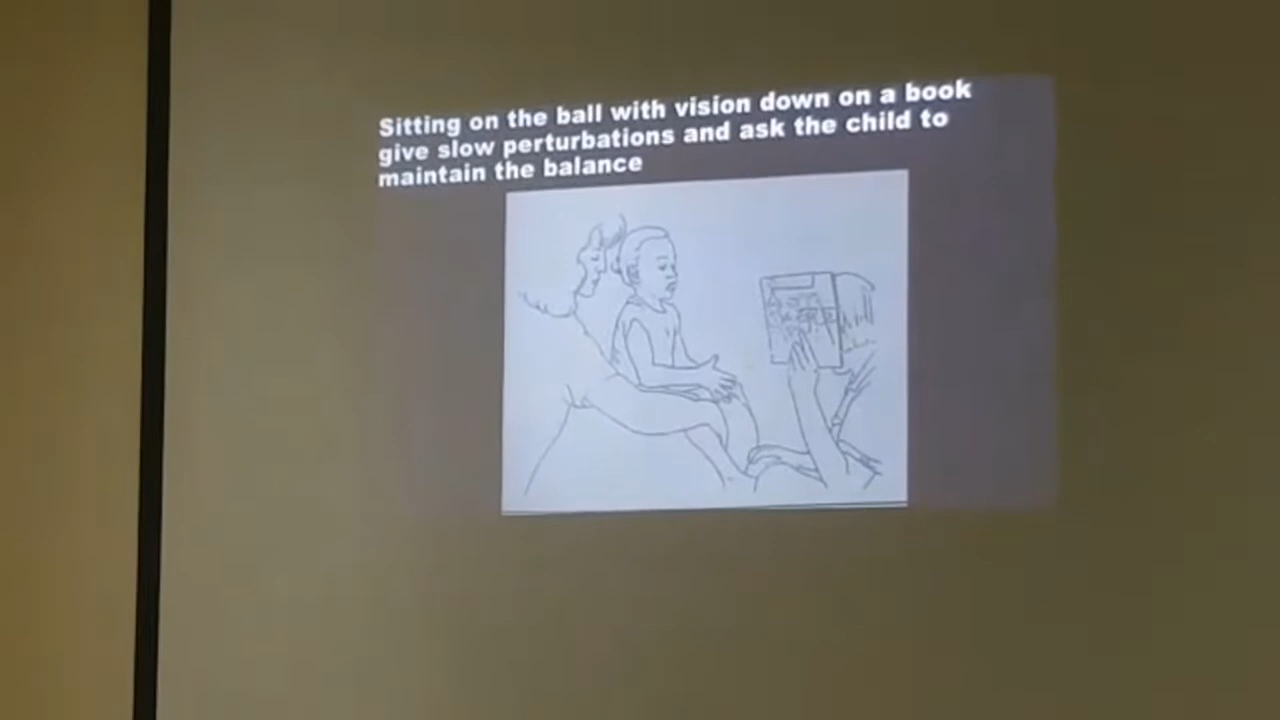 Sitting on the ball with vision down on a book
give slow perturbations and ask the child to
maintain the balance